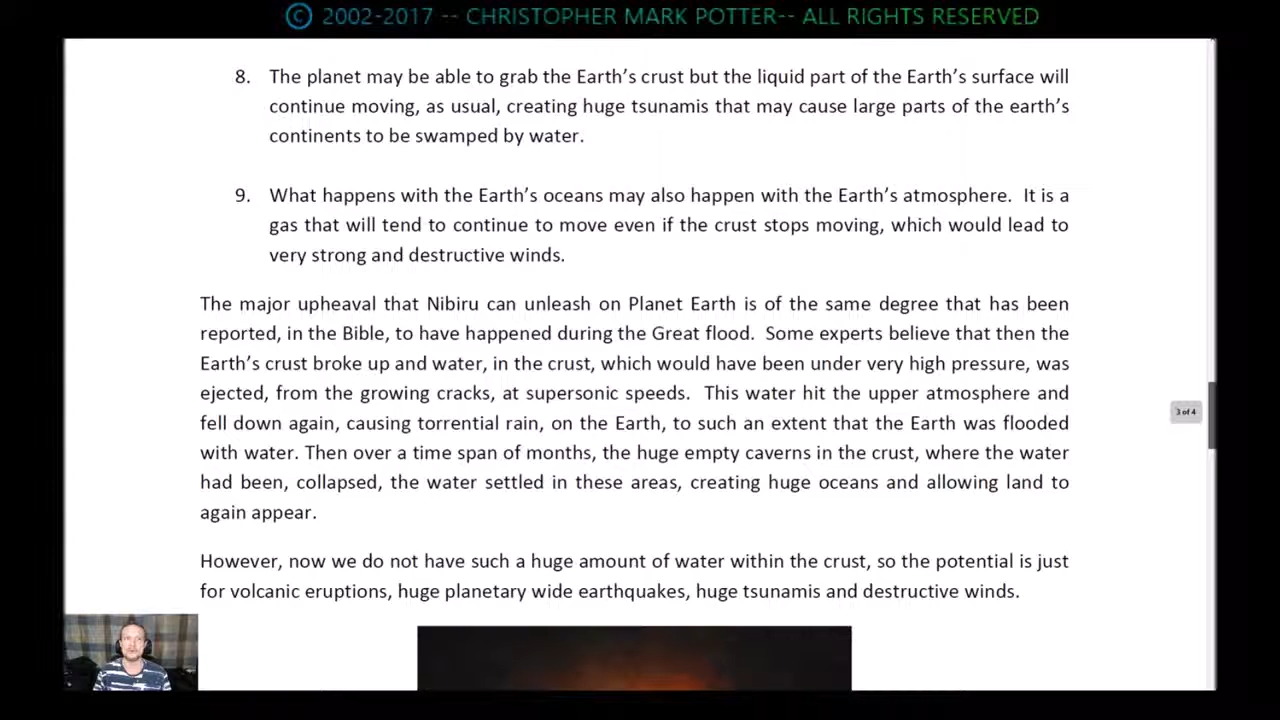 © 2002-2017 -- CHRISTOPHER MARK POTTER-- ALL RIGHTS RESERVED
8. The planet may be able to grab the Earth's crust but the liquid part of the Earth's surface will
continue moving, as usual, creating huge tsunamis that may cause large parts of the earth's
continents to be swamped by water.
9. What happens with the Earth's oceans may also happen with the Earth's atmosphere. It is a
gas that will tend to continue to move even if the crust stops moving, which would lead to
very strong and destructive winds.
The major upheaval that Nibiru can unleash on Planet Earth is of the same degree that has been
reported, in the Bible, to have happened during the Great flood. Some experts believe that then the
Earth's crust broke up and water, in the crust, which would have been under very high pressure, was
ejected, from the growing cracks, at supersonic speeds. This water hit the upper atmosphere and
fell down again, causing torrential rain, on the Earth, to such an extent that the Earth was flooded
with water. Then over a time span of months, the huge empty caverns in the crust, where the water
had been, collapsed, the water settled in these areas, creating huge oceans and allowing land to
again appear.
However, now we do not have such a huge amount of water within the crust, so the potential is just
for volcanic eruptions, huge planetary wide earthquakes, huge tsunamis and destructive winds.
3 of 4